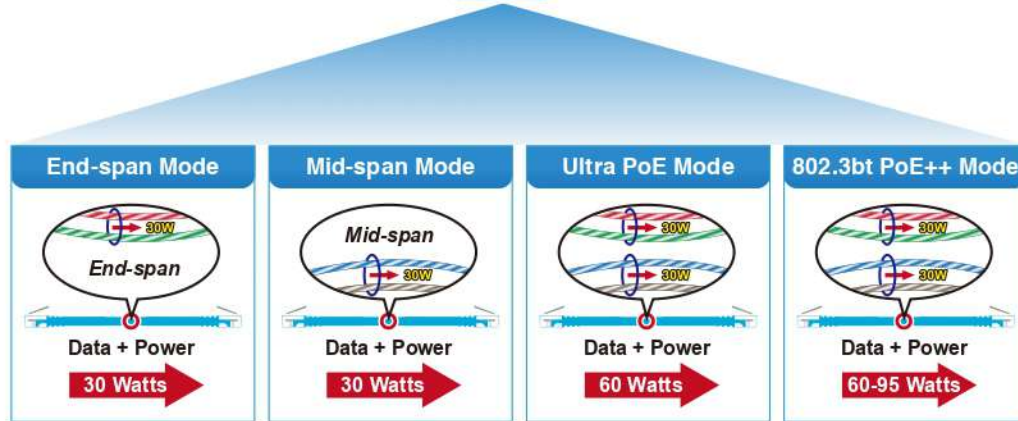 End-span Mode
30W
End-span
Data + Power
30 Watts
Mid-span Mode
Mid-span
30W
Data + Power
30 Watts
Ultra PoE Mode
30W
30W
Data + Power
60 Watts
802.3bt PoE++ Mode
30W
30W
Data + Power
60-95 Watts